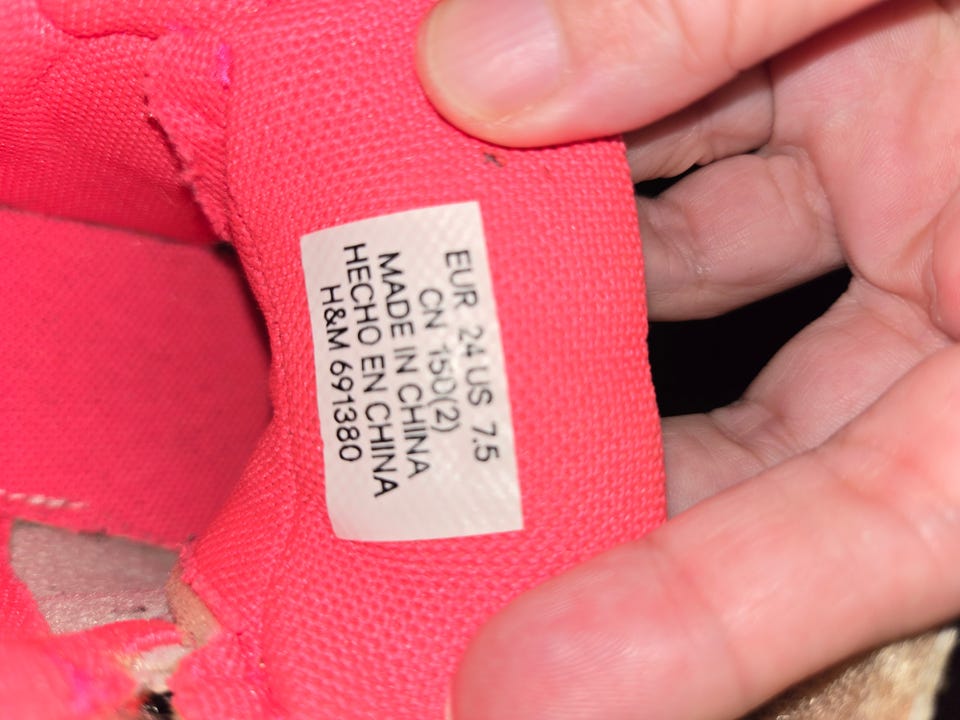 EUR 24 US 7.5
CN 150(2)
MADE IN CHINA
HECHO EN CHINA
H&M 691380